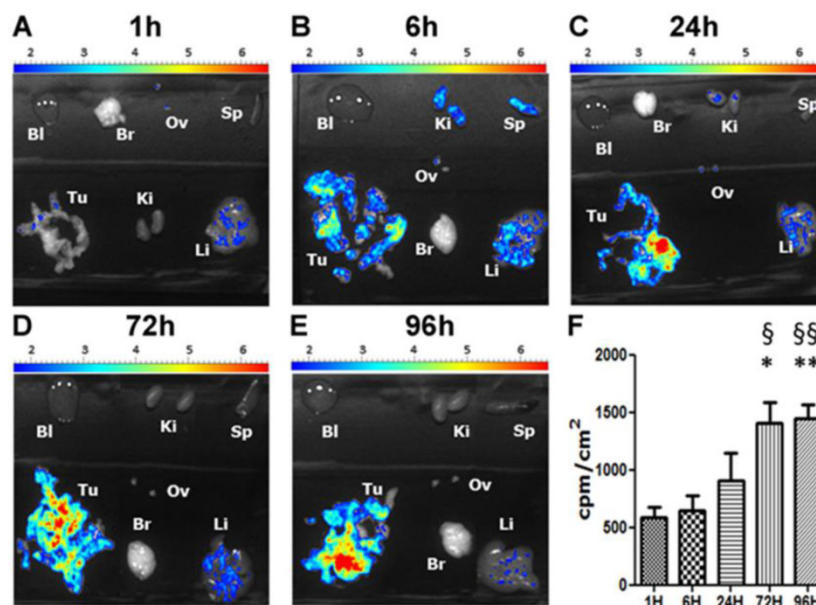 A 1h
2 3 4 5 6
Bl Br Ov Sp
Tu Ki Li
B 6h
2 3 4 5 6
Bl Ki Sp
Ov
Tu Br Li
C 24h
2 3 4 5 6
Bl Br Ki Sp
Ov
Tu Li
D 72h
2 3 4 5 6
Bl Ki Sp
Tu Ov
Br Li
E 96h
2 3 4 5 6
Bl Ki Sp
Tu Ov
Br Li
F
§ §§
* **
2000
1500
1000
500
0
cpm/cm²
1H 6H 24H 72H 96H